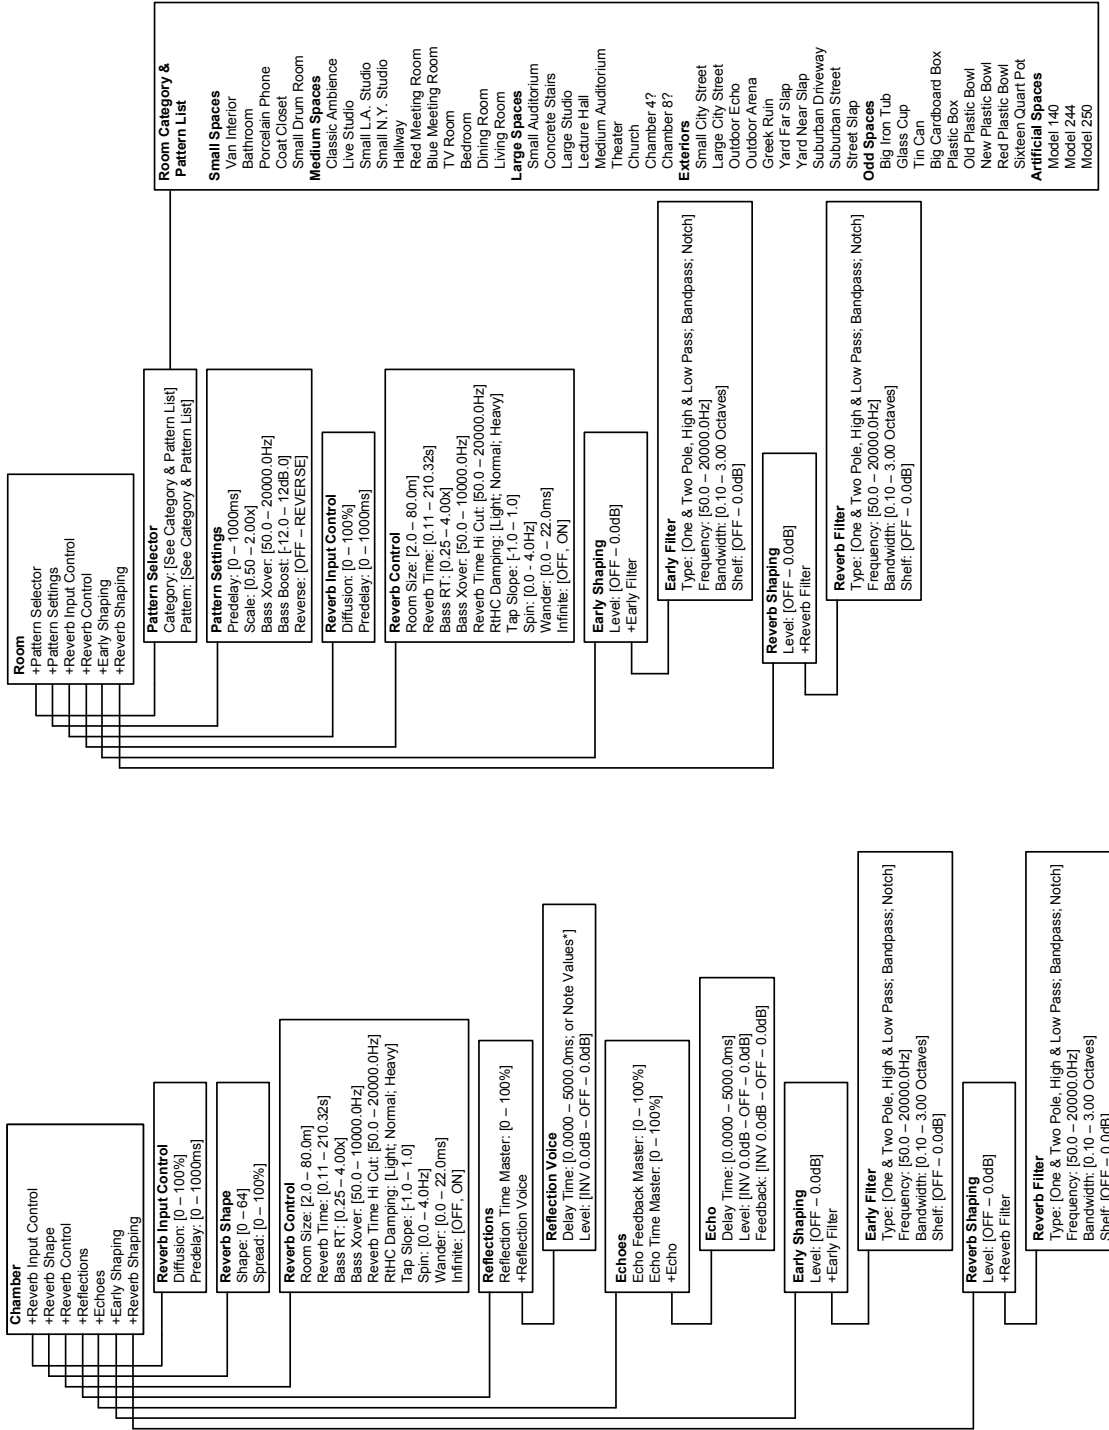 Chamber
+Reverb Input Control
+Reverb Shape
+Reverb Control
+Reflections
+Echoes
+Early Shaping
+Reverb Shaping
Reverb Input Control
Diffusion: [0 – 100%]
Predelay: [0 – 1000ms]
Reverb Shape
Shape: [0 – 64]
Spread: [0 – 100%]
Reverb Control
Room Size: [2.0 – 80.0m]
Reverb Time: [0.11 – 210.32s]
Bass RT: [0.25 – 4.00x]
Bass Xover: [50.0 – 10000.0Hz]
Reverb Time Hi Cut: [50.0 – 20000.0Hz]
RtHC Damping: [Light; Normal; Heavy]
Tap Slope: [-1.0 – 1.0]
Spin: [0.0 – 4.0Hz]
Wander: [0.0 – 22.0ms]
Infinite: [OFF, ON]
Reflections
Reflection Time Master: [0 – 100%]
+Reflection Voice
Reflection Voice
Delay Time: [0.0000 – 5000.0ms; or Note Values*]
Level: [INV 0.0dB – OFF – 0.0dB]
Echoes
Echo Feedback Master: [0 – 100%]
Echo Time Master: [0 – 100%]
+Echo
Echo
Delay Time: [0.0000 – 5000.0ms]
Level: [INV 0.0dB – OFF – 0.0dB]
Feedback: [INV 0.0dB – OFF – 0.0dB]
Early Shaping
Level: [OFF – 0.0dB]
+Early Filter
Early Filter
Type: [One & Two Pole, High & Low Pass; Bandpass; Notch]
Frequency: [50.0 – 20000.0Hz]
Bandwidth: [0.10 – 3.00 Octaves]
Shelf: [OFF – 0.0dB]
Reverb Shaping
Level: [OFF – 0.0dB]
+Reverb Filter
Reverb Filter
Type: [One & Two Pole, High & Low Pass; Bandpass; Notch]
Frequency: [50.0 – 20000.0Hz]
Bandwidth: [0.10 – 3.00 Octaves]
Shelf: [OFF – 0.0dB]
Room
+Pattern Selector
+Pattern Settings
+Reverb Input Control
+Reverb Control
+Early Shaping
+Reverb Shaping
Pattern Selector
Category: [See Category & Pattern List]
Pattern: [See Category & Pattern List]
Pattern Settings
Predelay: [0 – 1000ms]
Scale: [0.50 - 2.00x]
Bass Xover: [50.0 – 20000.0Hz]
Bass Boost: [-12.0 – 12dB.0]
Reverse: [OFF - REVERSE]
Reverb Input Control
Diffusion: [0 – 100%]
Predelay: [0 – 1000ms]
Reverb Control
Room Size: [2.0 – 80.0m]
Reverb Time: [0.11 - 210.32s]
Bass RT: [0.25 - 4.00x]
Bass Xover: [50.0 – 10000.0Hz]
Reverb Time Hi Cut: [50.0 – 20000.0Hz]
RtHC Damping: [Light; Normal; Heavy]
Tap Slope: [-1.0 - 1.0]
Spin: [0.0 - 4.0Hz]
Wander: [0.0 – 22.0ms]
Infinite: [OFF, ON]
Early Shaping
Level: [OFF – 0.0dB]
+Early Filter
Early Filter
Type: [One & Two Pole, High & Low Pass; Bandpass; Notch]
Frequency: [50.0 – 20000.0Hz]
Bandwidth: [0.10 – 3.00 Octaves]
Shelf: [OFF – 0.0dB]
Reverb Shaping
Level: [OFF – 0.0dB]
+Reverb Filter
Reverb Filter
Type: [One & Two Pole, High & Low Pass; Bandpass; Notch]
Frequency: [50.0 – 20000.0Hz]
Bandwidth: [0.10 – 3.00 Octaves]
Shelf: [OFF – 0.0dB]
Room Category &
Pattern List
Small Spaces
Van Interior
Bathroom
Porcelain Phone
Coat Closet
Small Drum Room
Medium Spaces
Classic Ambience
Live Studio
Small L.A. Studio
Small N.Y. Studio
Hallway
Red Meeting Room
Blue Meeting Room
TV Room
Bedroom
Dining Room
Living Room
Large Spaces
Small Auditorium
Concrete Stairs
Large Studio
Lecture Hall
Medium Auditorium
Theater
Church
Chamber 4?
Chamber 8?
Exteriors
Small City Street
Large City Street
Outdoor Echo
Outdoor Arena
Greek Ruin
Yard Far Slap
Yard Near Slap
Suburban Driveway
Suburban Street
Street Slap
Odd Spaces
Big Iron Tub
Glass Cup
Tin Can
Big Cardboard Box
Plastic Box
Old Plastic Bowl
New Plastic Bowl
Red Plastic Bowl
Sixteen Quart Pot
Artificial Spaces
Model 140
Model 244
Model 250